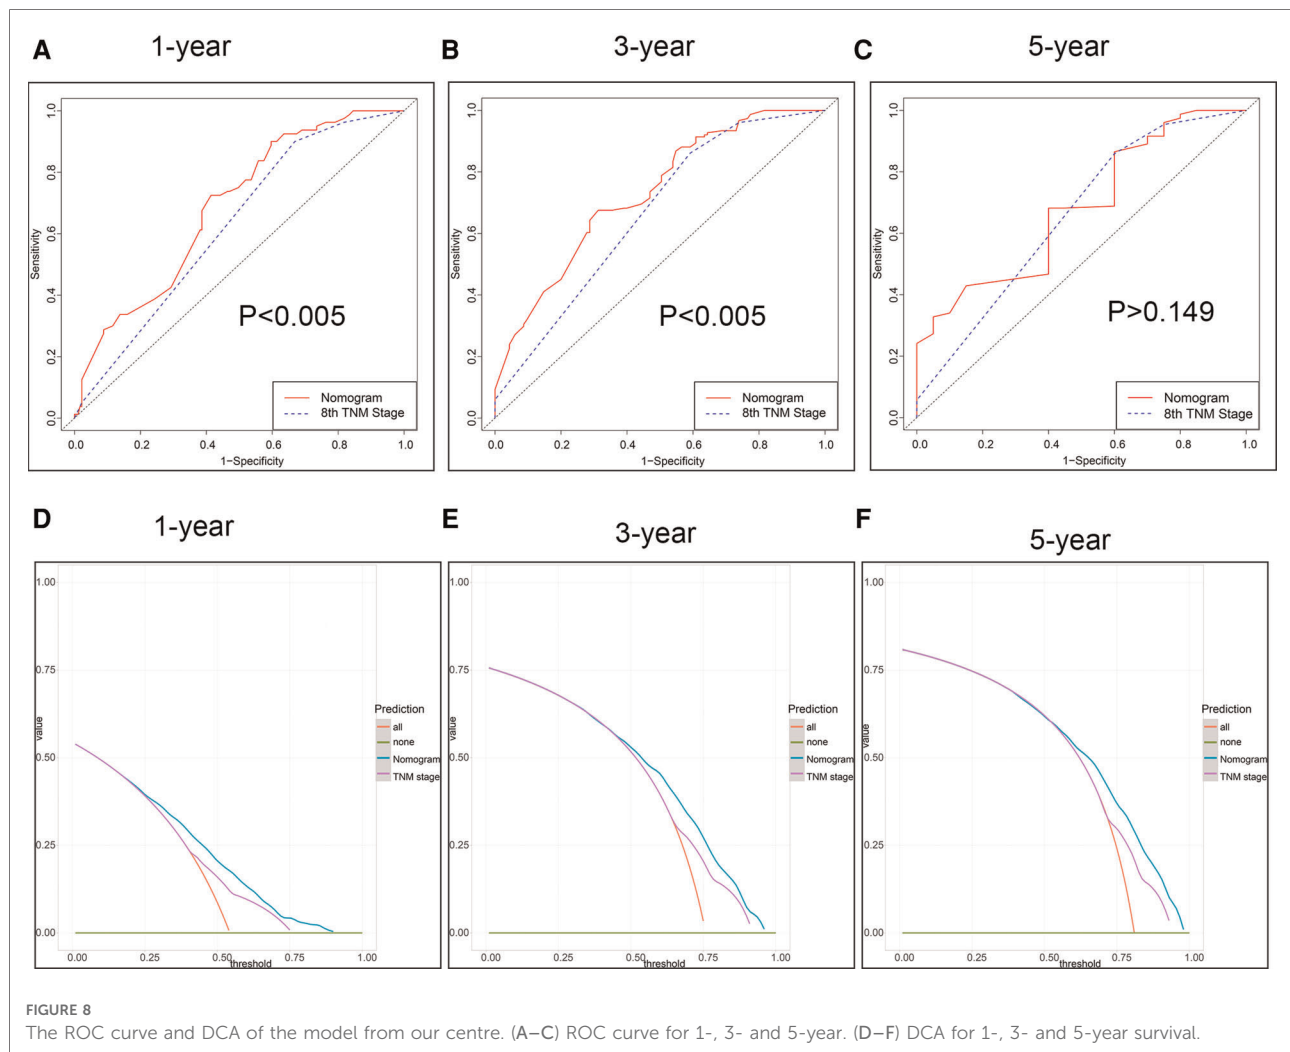 A
1-year
B
3-year
C
5-year
1.0
0.8
0.6
0.4
0.2
0.0
Sensitivity
P<0.005
Nomogram
8th TNM Stage
0.0 0.2 0.4 0.6 0.8 1.0
1−Specificity
1.0
0.8
0.6
0.4
0.2
0.0
Sensitivity
P<0.005
Nomogram
8th TNM Stage
0.0 0.2 0.4 0.6 0.8 1.0
1−Specificity
1.0
0.8
0.6
0.4
0.2
0.0
Sensitivity
P>0.149
Nomogram
8th TNM Stage
0.0 0.2 0.4 0.6 0.8 1.0
1−Specificity
D
1-year
E
3-year
F
5-year
1.00
0.75
0.50
0.25
0.00
value
Prediction
all
none
Nomogram
TNM stage
0.00 0.25 0.50 0.75 1.00
threshold
1.00
0.75
0.50
0.25
0.00
value
Prediction
all
none
Nomogram
TNM stage
0.00 0.25 0.50 0.75 1.00
threshold
1.00
0.75
0.50
0.25
0.00
value
Prediction
all
none
Nomogram
TNM stage
0.00 0.25 0.50 0.75 1.00
threshold
FIGURE 8
The ROC curve and DCA of the model from our centre. (A–C) ROC curve for 1-, 3- and 5-year. (D–F) DCA for 1-, 3- and 5-year survival.